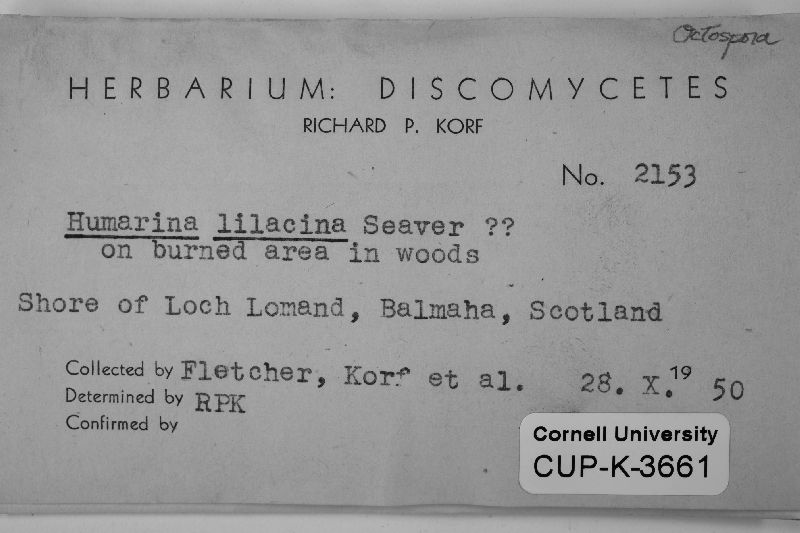 Octospora
HERBARIUM: DISCOMYCETES
RICHARD P. KORF
No. 2153
Humarina lilacina Seaver ??
on burned area in woods
Shore of Loch Lomand, Balmaha, Scotland
Collected by Fletcher, Korf et al. 28. X. 19 50
Determined by RPK
Confirmed by
Cornell University
CUP-K-3661